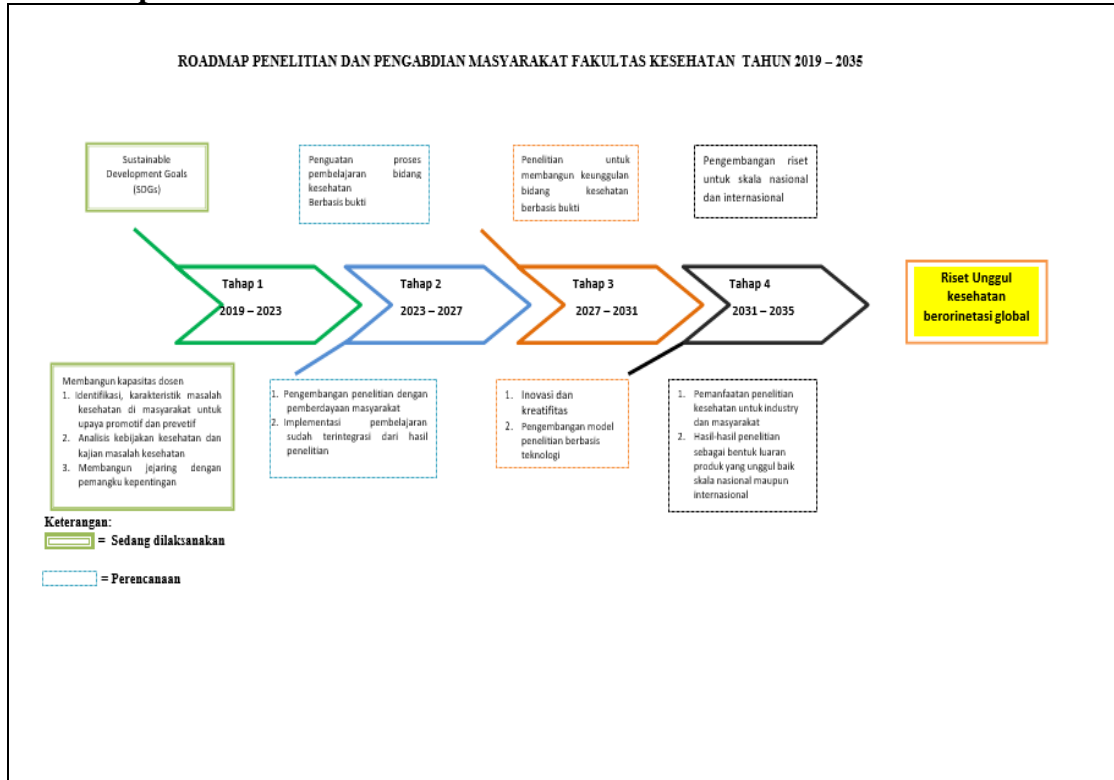 ROADMAP PENELITIAN DAN PENGABDIAN MASYARAKAT FAKULTAS KESEHATAN TAHUN 2019 – 2035
Sustainable
Development Goals
(SDGs)
Penguatan proses
pembelajaran bidang
kesehatan
Berbasis bukti
Penelitian untuk
membangun keunggulan
bidang kesehatan
berbasis bukti
Pengembangan riset
untuk skala nasional
dan internasional
Tahap 1
2019 – 2023
Tahap 2
2023 – 2027
Tahap 3
2027 – 2031
Tahap 4
2031 – 2035
Riset Unggul
kesehatan
berorinetasi global
Membangun kapasitas dosen
1. Identifikasi, karakteristik masalah
kesehatan di masyarakat untuk
upaya promotif dan prevetif
2. Analisis kebijakan kesehatan dan
kajian masalah kesehatan
3. Membangun jejaring dengan
pemangku kepentingan
1. Pengembangan penelitian dengan
pemberdayaan masyarakat
2. Implementasi pembelajaran
sudah terintegrasi dari hasil
penelitian
1. Inovasi dan
kreatifitas
2. Pengembangan model
penelitian berbasis
teknologi
1. Pemanfaatan penelitian
kesehatan untuk industry
dan masyarakat
2. Hasil-hasil penelitian
sebagai bentuk luaran
produk yang unggul baik
skala nasional maupun
internasional
Keterangan:
= Sedang dilaksanakan
= Perencanaan